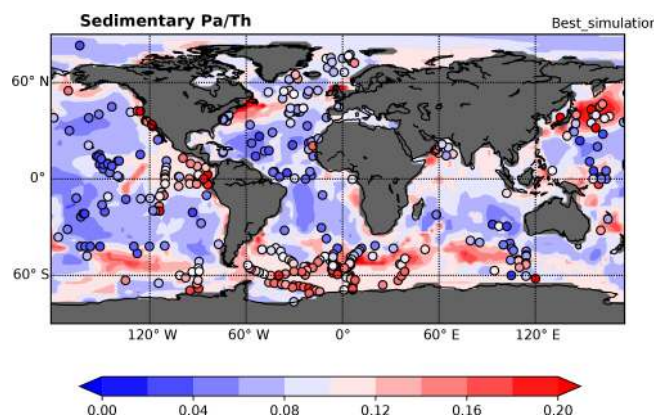 Sedimentary Pa/Th
Best_simulation
60° N
0°
60° S
120° W
60° W
0°
60° E
120° E
0.00
0.04
0.08
0.12
0.16
0.20